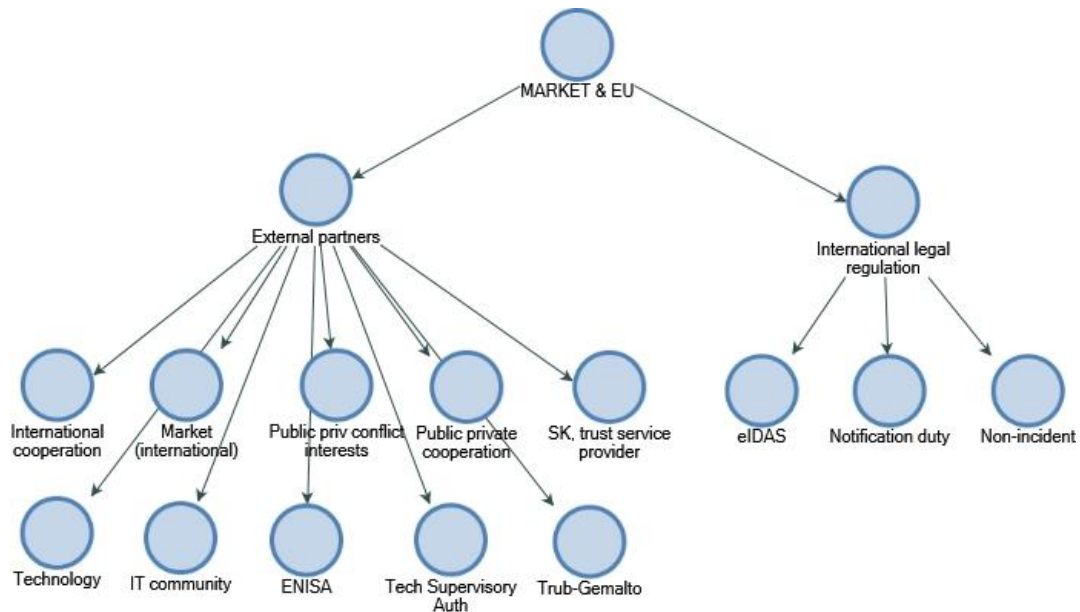 MARKET & EU
External partners
International legal
regulation
International
cooperation
Market
(international)
Public priv conflict
interests
Public private
cooperation
SK, trust service
provider
eIDAS
Notification duty
Non-incident
Technology
IT community
ENISA
Tech Supervisory
Auth
Trub-Gemalto